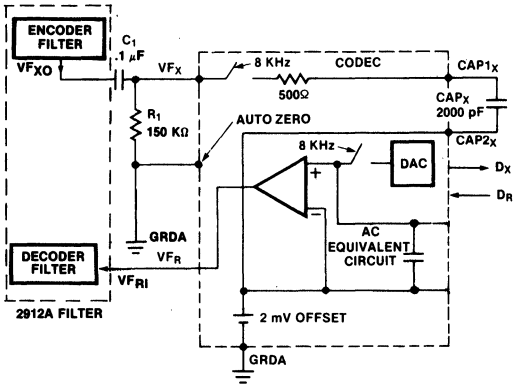 ENCODER
FILTER
VFXO
C1
.1 µF
VFX
8 KHz
CODEC
CAP1X
500Ω
CAPX
2000 pF
R1
150 KΩ
AUTO ZERO
CAP2X
8 KHz
DAC
DX
DR
+
−
GRDA
AC
EQUIVALENT
CIRCUIT
VFR
DECODER
FILTER
VFRI
2912A FILTER
2 mV OFFSET
GRDA